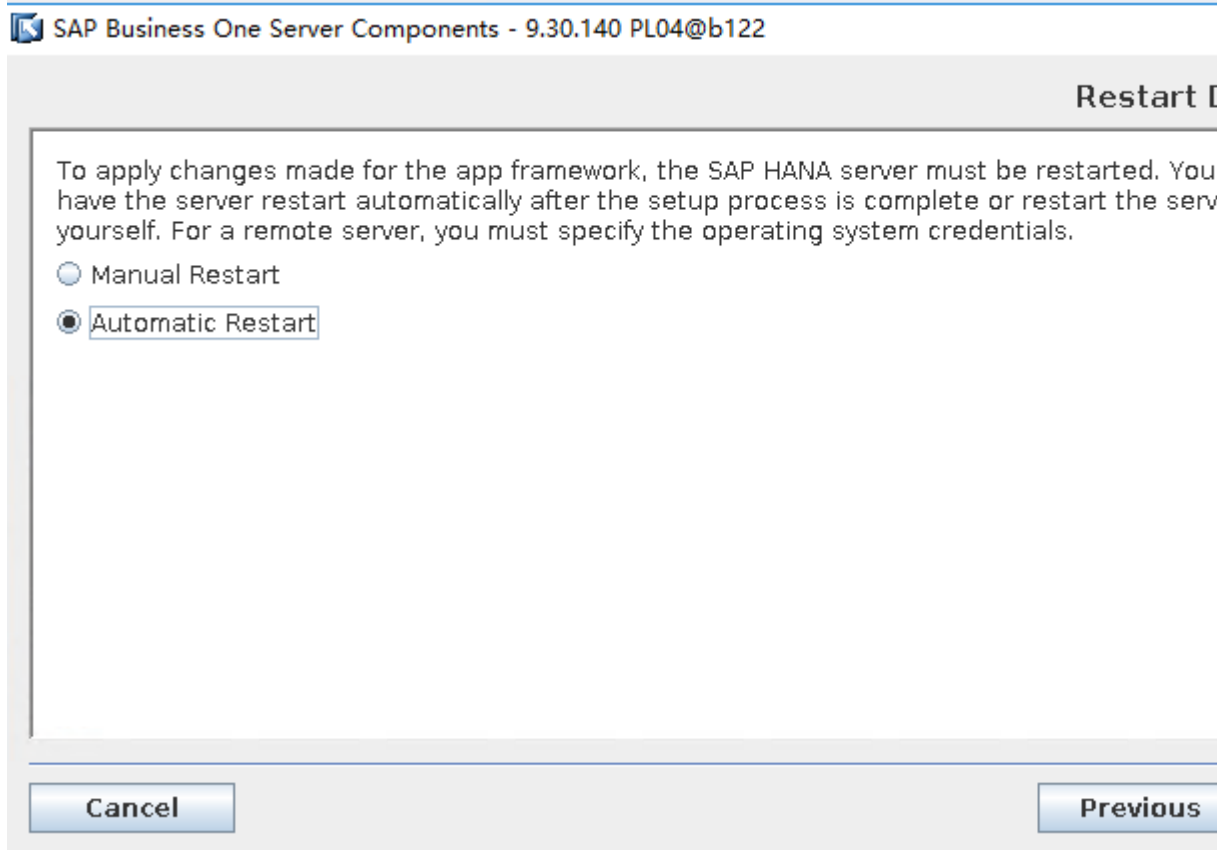 SAP Business One Server Components - 9.30.140 PL04@b122
Restart
To apply changes made for the app framework, the SAP HANA server must be restarted. You
have the server restart automatically after the setup process is complete or restart the
yourself. For a remote server, you must specify the operating system credentials.
Manual Restart
Automatic Restart
Cancel
Previous